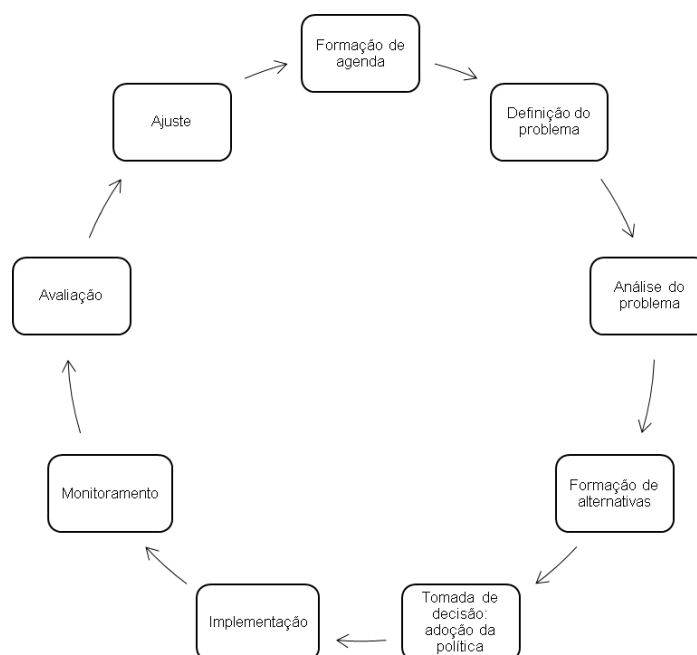 Formação de
agenda
Definição do
problema
Análise do
problema
Formação de
alternativas
Tomada de
decisão:
adoção da
política
Implementação
Monitoramento
Avaliação
Ajuste